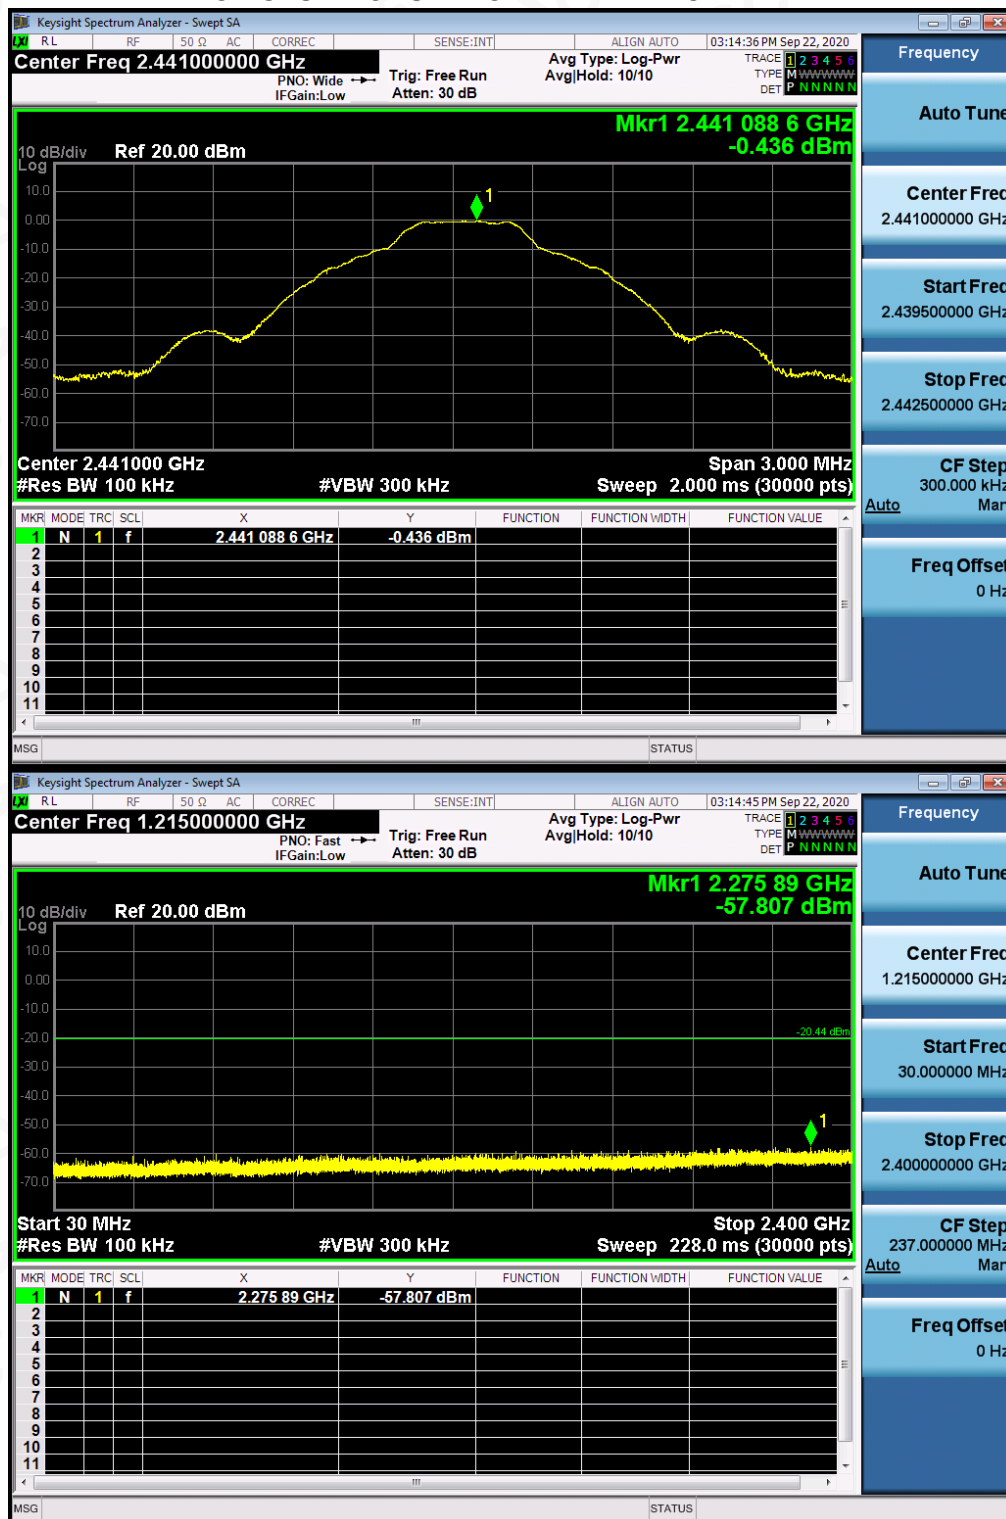 Keysight Spectrum Analyzer - Swept SA
LXI RL RF 50 Ω AC CORREC SENSE:INT ALIGN AUTO 03:14:36 PM Sep 22, 2020
Center Freq 2.441000000 GHz
PNO: Wide
IFGain:Low
Trig: Free Run
Atten: 30 dB
Avg Type: Log-Pwr
Avg|Hold: 10/10
TRACE 1 2 3 4 5 6
TYPE M WWWWW
DET P N N N N N
Mkr1 2.441 088 6 GHz
-0.436 dBm
10 dB/div Ref 20.00 dBm
Log
10.0
1
0.00
-10.0
-20.0
-30.0
-40.0
-50.0
-60.0
-70.0
Center 2.441000 GHz Span 3.000 MHz
#Res BW 100 kHz #VBW 300 kHz Sweep 2.000 ms (30000 pts)
MKR MODE TRC SCL X Y FUNCTION FUNCTION WIDTH FUNCTION VALUE
1 N 1 f 2.441 088 6 GHz -0.436 dBm
2
3
4
5
6
7
8
9
10
11
MSG STATUS
Frequency
Auto Tune
Center Freq
2.441000000 GHz
Start Freq
2.439500000 GHz
Stop Freq
2.442500000 GHz
CF Step
300.000 kHz
Auto Man
Freq Offset
0 Hz
Keysight Spectrum Analyzer - Swept SA
LXI RL RF 50 Ω AC CORREC SENSE:INT ALIGN AUTO 03:14:45 PM Sep 22, 2020
Center Freq 1.215000000 GHz
PNO: Fast
IFGain:Low
Trig: Free Run
Atten: 30 dB
Avg Type: Log-Pwr
Avg|Hold: 10/10
TRACE 1 2 3 4 5 6
TYPE M WWWWW
DET P N N N N N
Mkr1 2.275 89 GHz
-57.807 dBm
10 dB/div Ref 20.00 dBm
Log
10.0
0.00
-10.0
-20.0
-20.44 dBm
-30.0
-40.0
-50.0
1
-60.0
-70.0
Start 30 MHz Stop 2.400 GHz
#Res BW 100 kHz #VBW 300 kHz Sweep 228.0 ms (30000 pts)
MKR MODE TRC SCL X Y FUNCTION FUNCTION WIDTH FUNCTION VALUE
1 N 1 f 2.275 89 GHz -57.807 dBm
2
3
4
5
6
7
8
9
10
11
MSG STATUS
Frequency
Auto Tune
Center Freq
1.215000000 GHz
Start Freq
30.000000 MHz
Stop Freq
2.400000000 GHz
CF Step
237.000000 MHz
Auto Man
Freq Offset
0 Hz